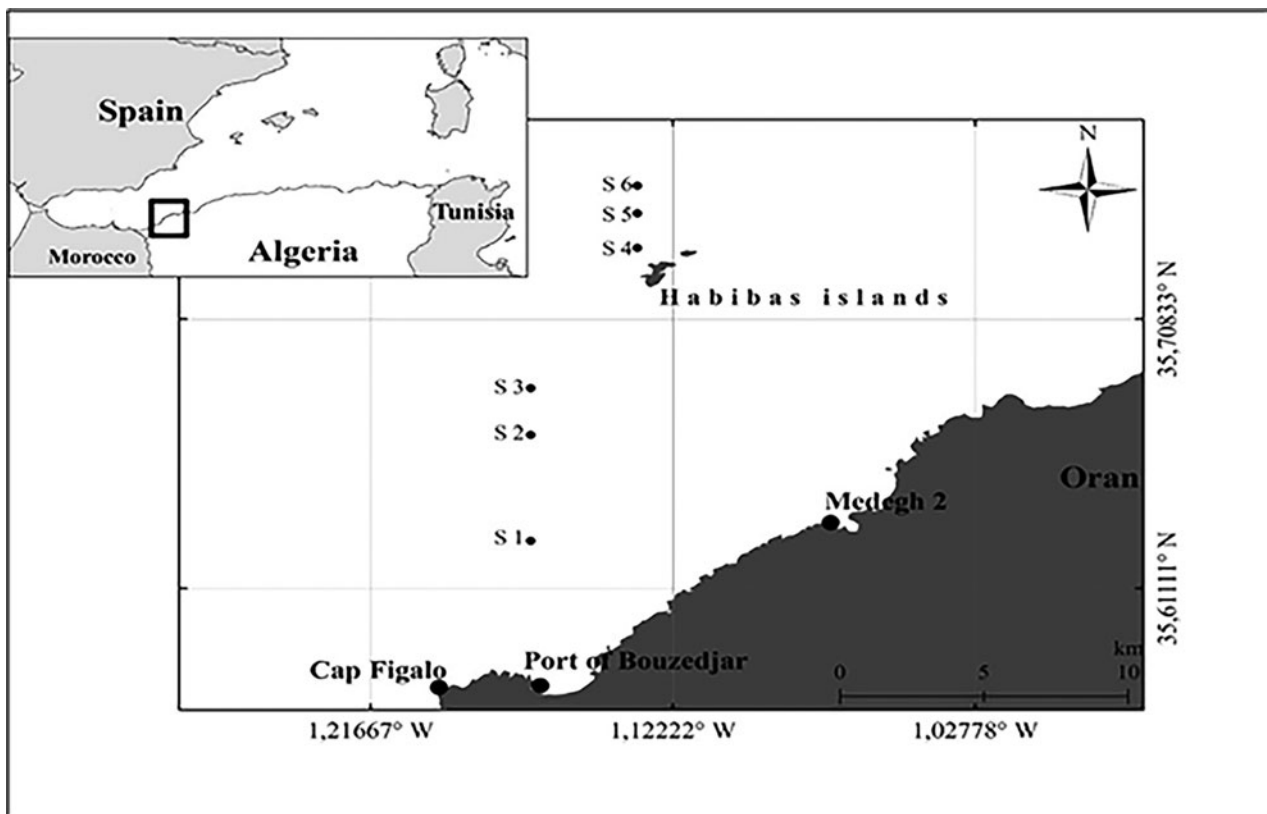 Spain
Tunisia
Morocco
Algeria
N
S 6
S 5
S 4
Habibas islands
35,70833° N
S 3
S 2
Oran
Medegh 2
S 1
35,61111° N
Cap Figalo
Port of Bouzedjar
km
0 5 10
1,21667° W 1,12222° W 1,02778° W